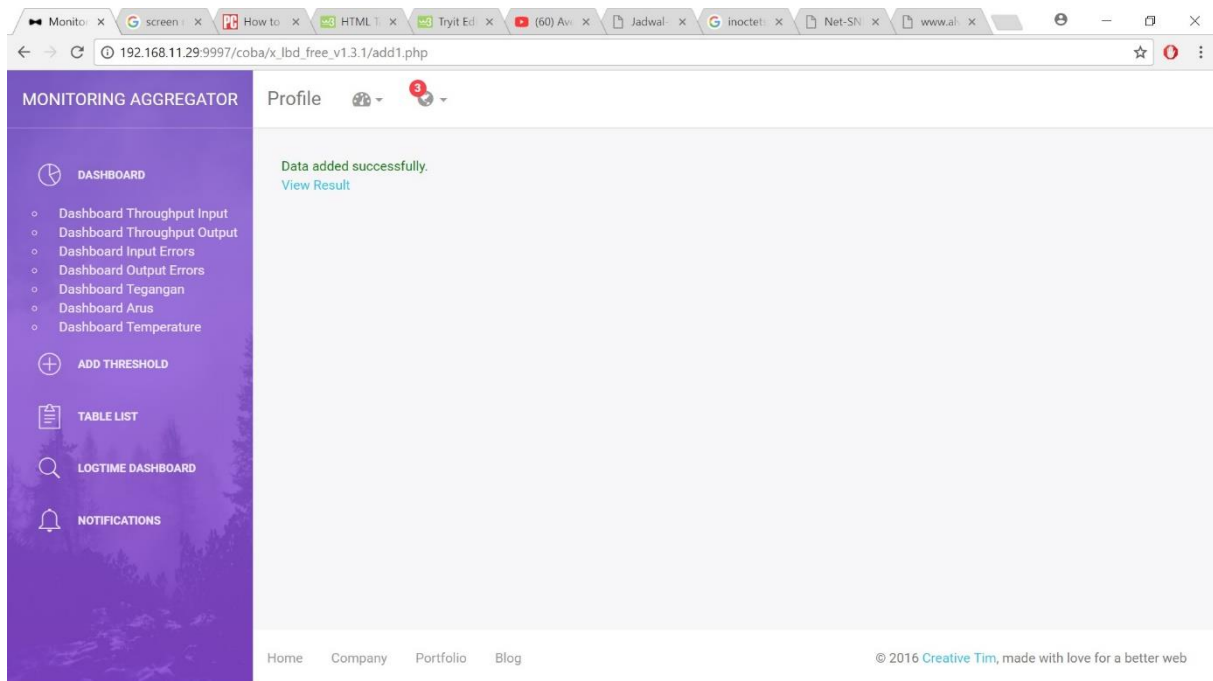 Monitor
screen r
PC How to
HTML T
Tryit Ed
(60) Av
Jadwal-
inoctets
Net-SN
www.al
192.168.11.29:9997/coba/x_lbd_free_v1.3.1/add1.php
MONITORING AGGREGATOR
Profile
3
DASHBOARD
Dashboard Throughput Input
Dashboard Throughput Output
Dashboard Input Errors
Dashboard Output Errors
Dashboard Tegangan
Dashboard Arus
Dashboard Temperature
ADD THRESHOLD
TABLE LIST
LOGTIME DASHBOARD
NOTIFICATIONS
Data added successfully.
View Result
Home Company Portfolio Blog
© 2016 Creative Tim, made with love for a better web